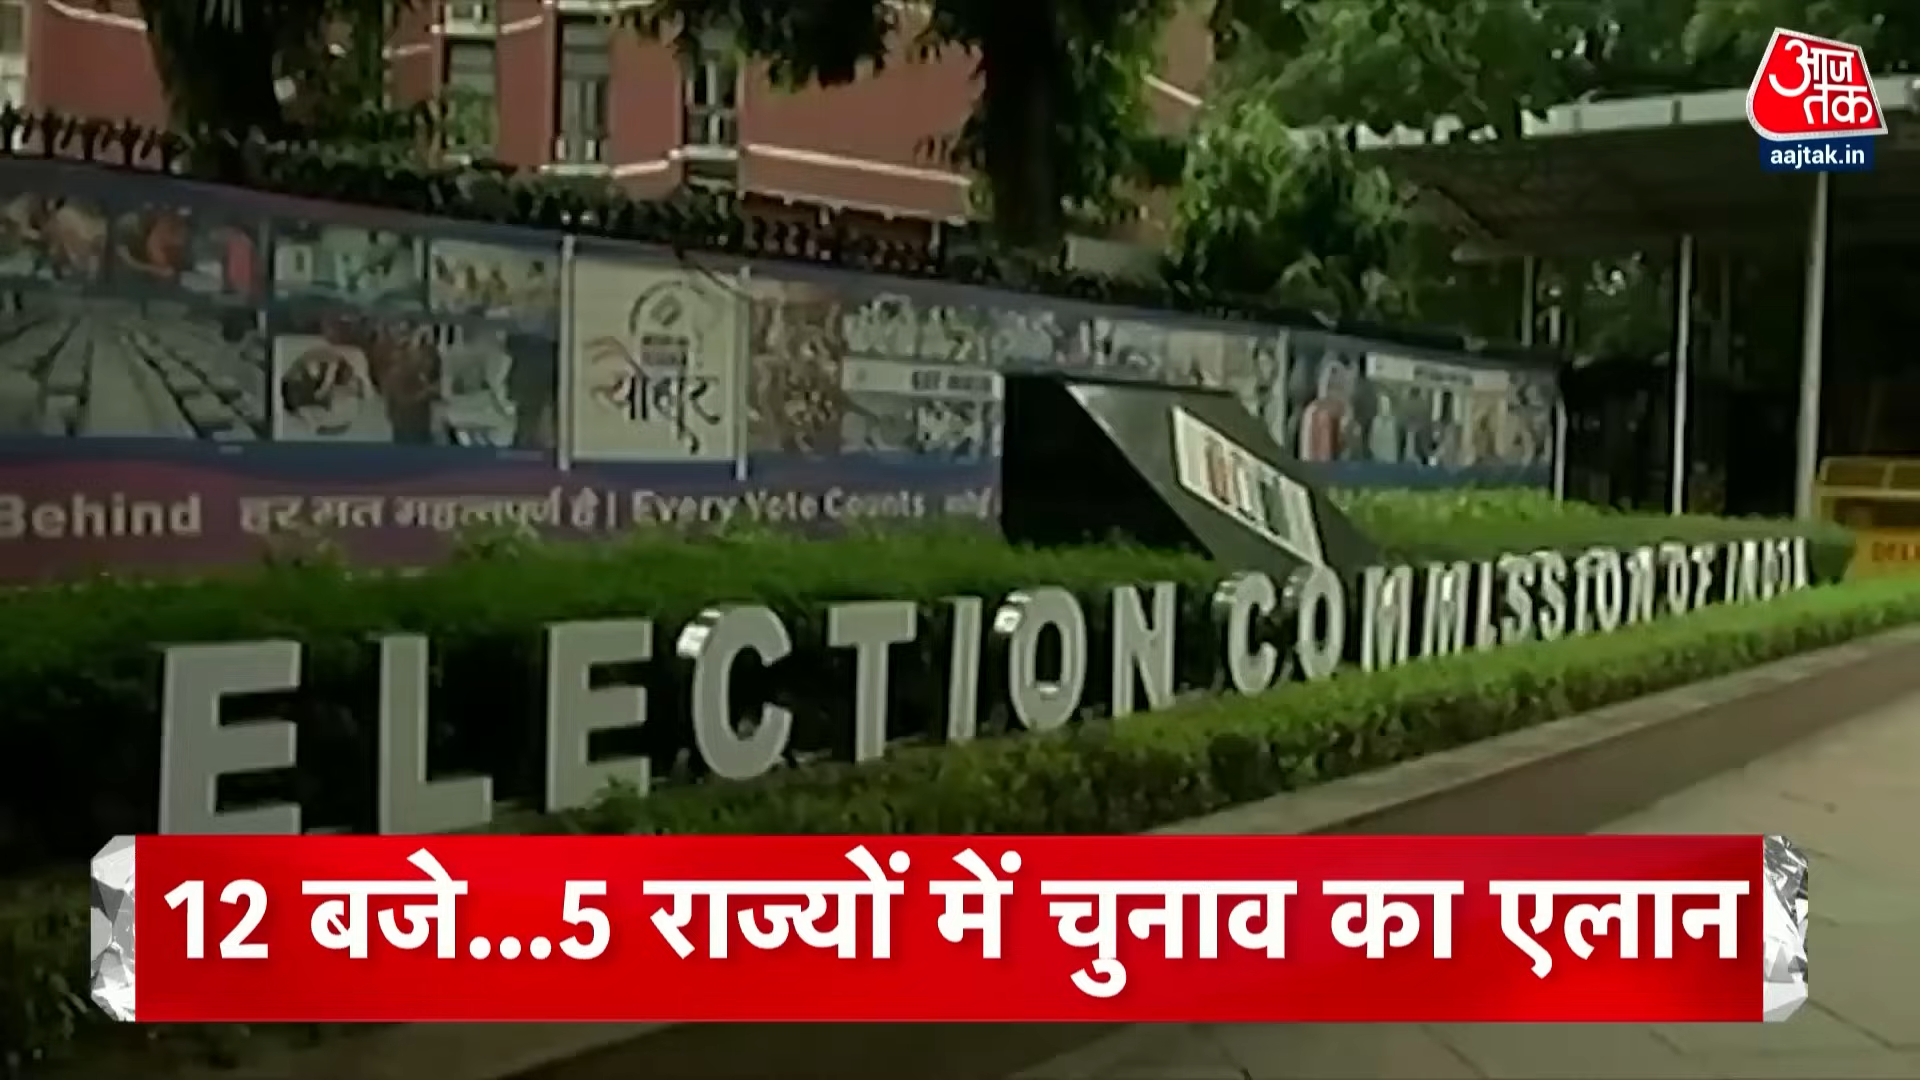 आज
तक
aajtak.in
Behind हर मत महत्वपूर्ण है| Every Vote Counts
ELECTION COMMISSION OF INDIA
12 बजे...5 राज्यों में चुनाव का एलान